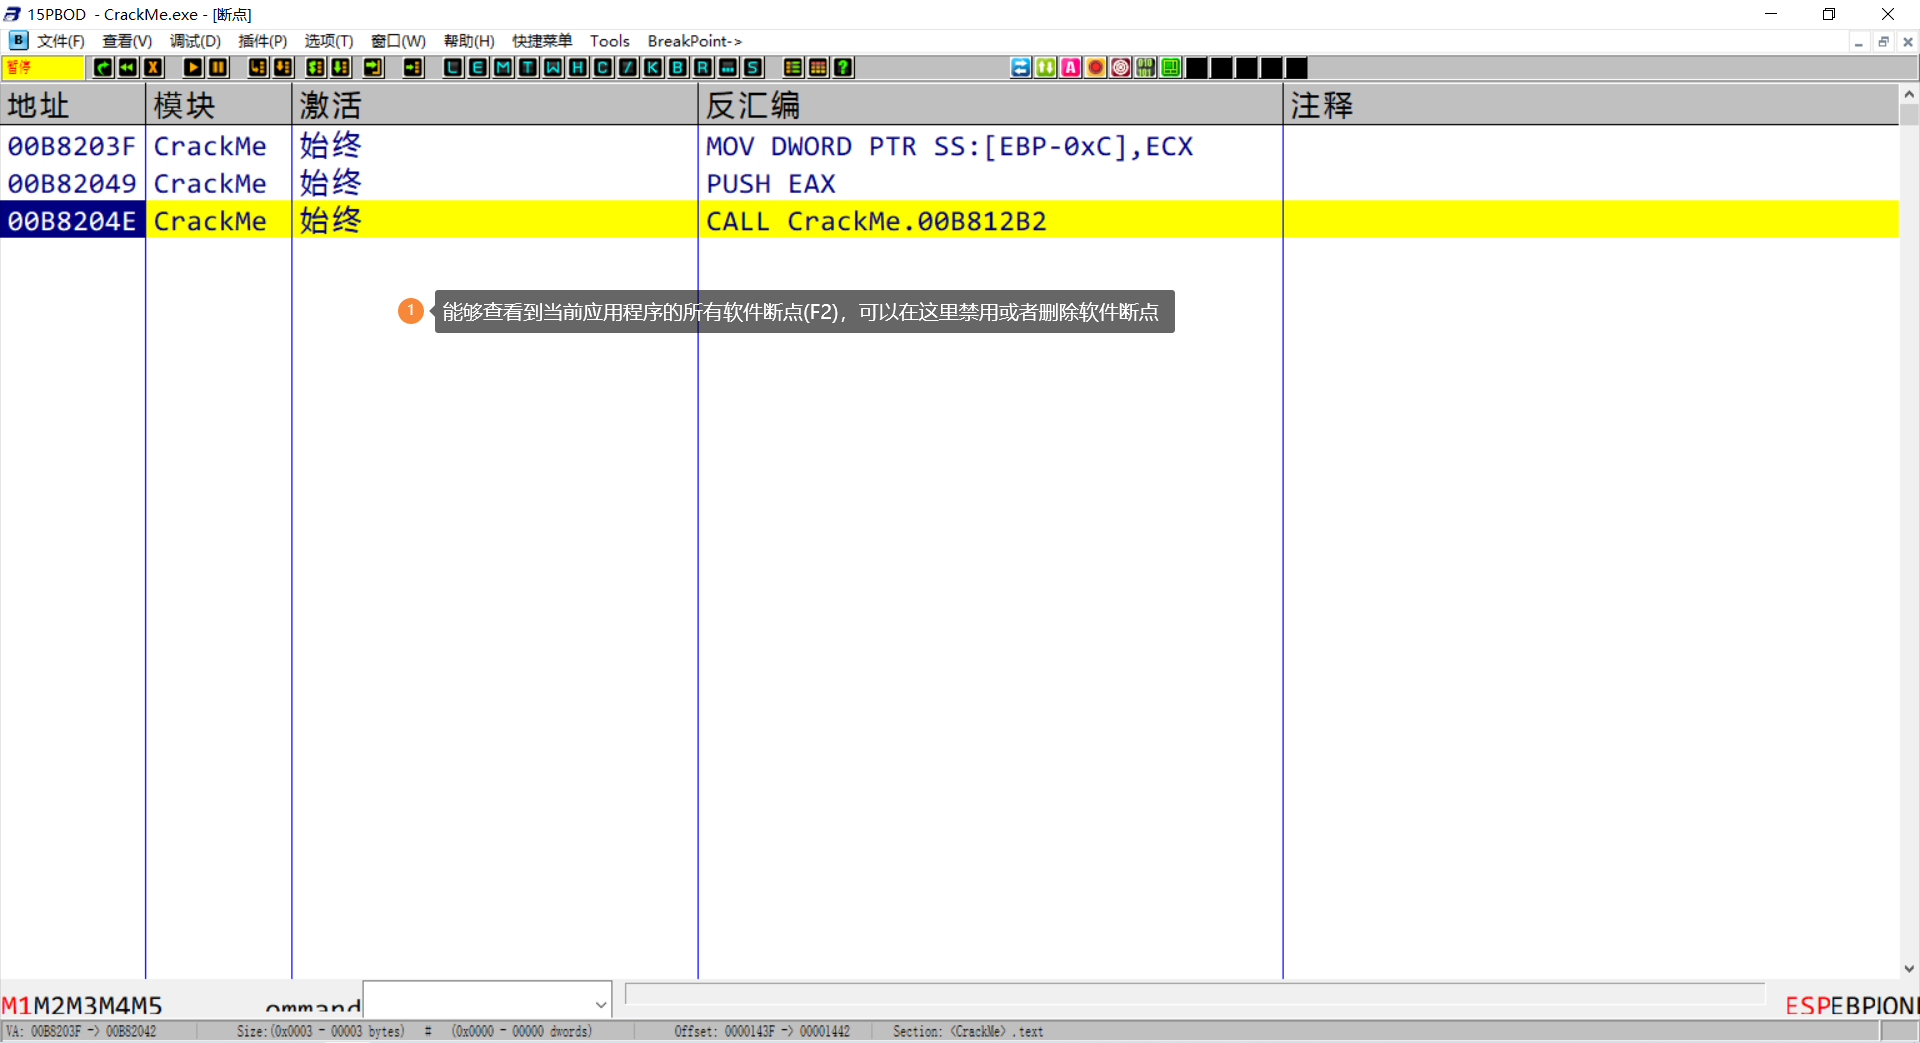 15PBOD - CrackMe.exe - [断点]
文件(F) 查看(V) 调试(D) 插件(P) 选项(T) 窗口(W) 帮助(H) 快捷菜单 Tools BreakPoint->
暂停 X L E M T W H C / K B R ... S ? A
地址 模块 激活 反汇编 注释
00B8203F CrackMe 始终 MOV DWORD PTR SS:[EBP-0xC],ECX
00B82049 CrackMe 始终 PUSH EAX
00B8204E CrackMe 始终 CALL CrackMe.00B812B2
1 能够查看到当前应用程序的所有软件断点(F2)，可以在这里禁用或者删除软件断点
M1M2M3M4M5 ommand ESPEBPION
VA: 00B8203F -> 00B82042 Size:(0x0003 - 00003 bytes) # (0x0000 - 00000 dwords) Offset: 0000143F -> 00001442 Section: <CrackMe> .text